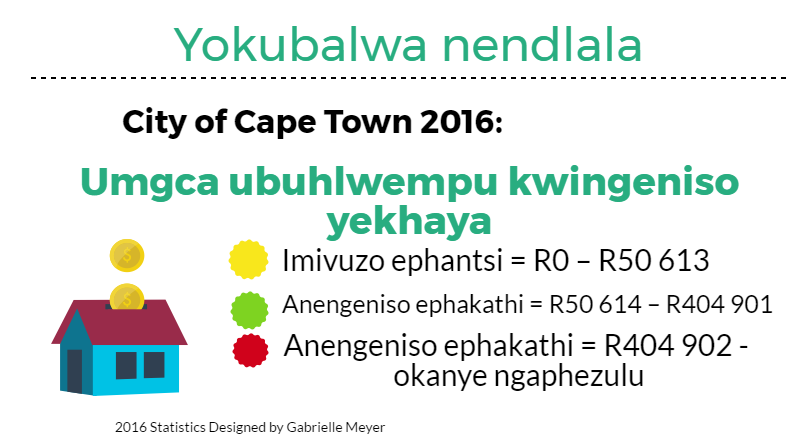 Yokubalwa nendlala
City of Cape Town 2016:
Umgca ubuhlwempu kwingeniso
yekhaya
Imivuzo ephantsi = R0 – R50 613
Anengeniso ephakathi = R50 614 – R404 901
Anengeniso ephakathi = R404 902 -
okanye ngaphezulu
2016 Statistics Designed by Gabrielle Meyer